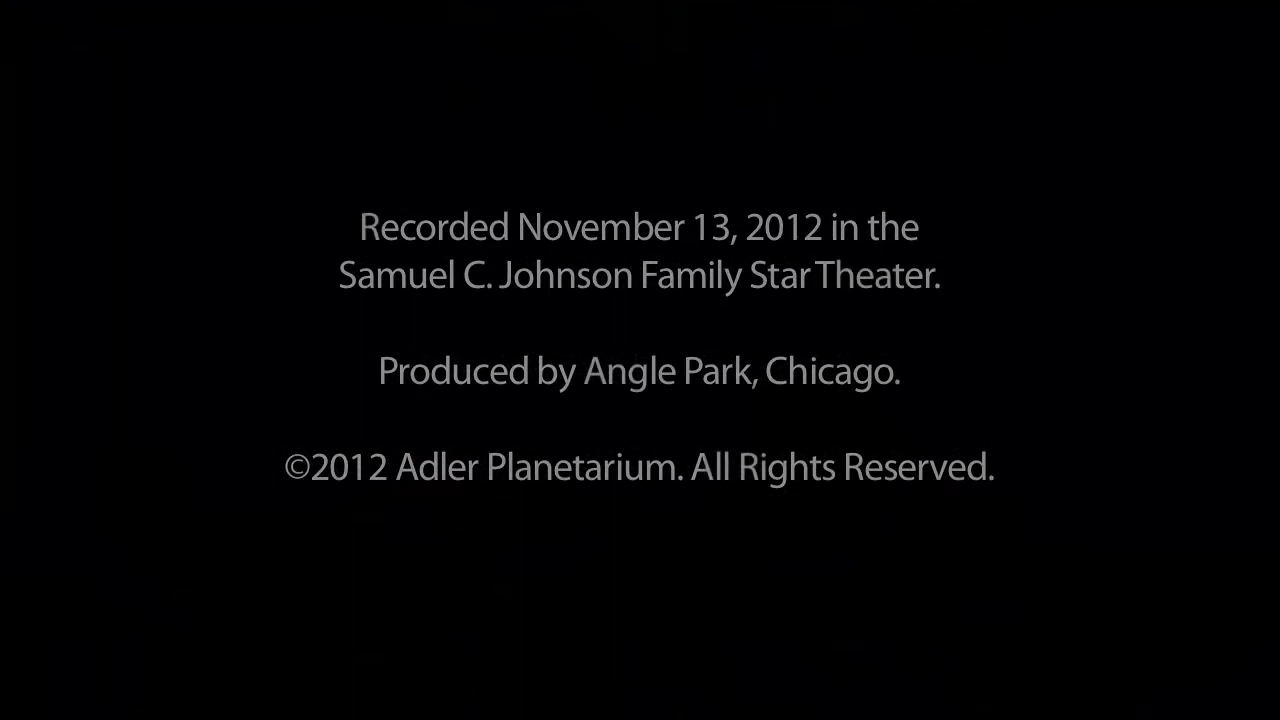 Recorded November 13, 2012 in the
Samuel C. Johnson Family Star Theater.
Produced by Angle Park, Chicago.
©2012 Adler Planetarium. All Rights Reserved.